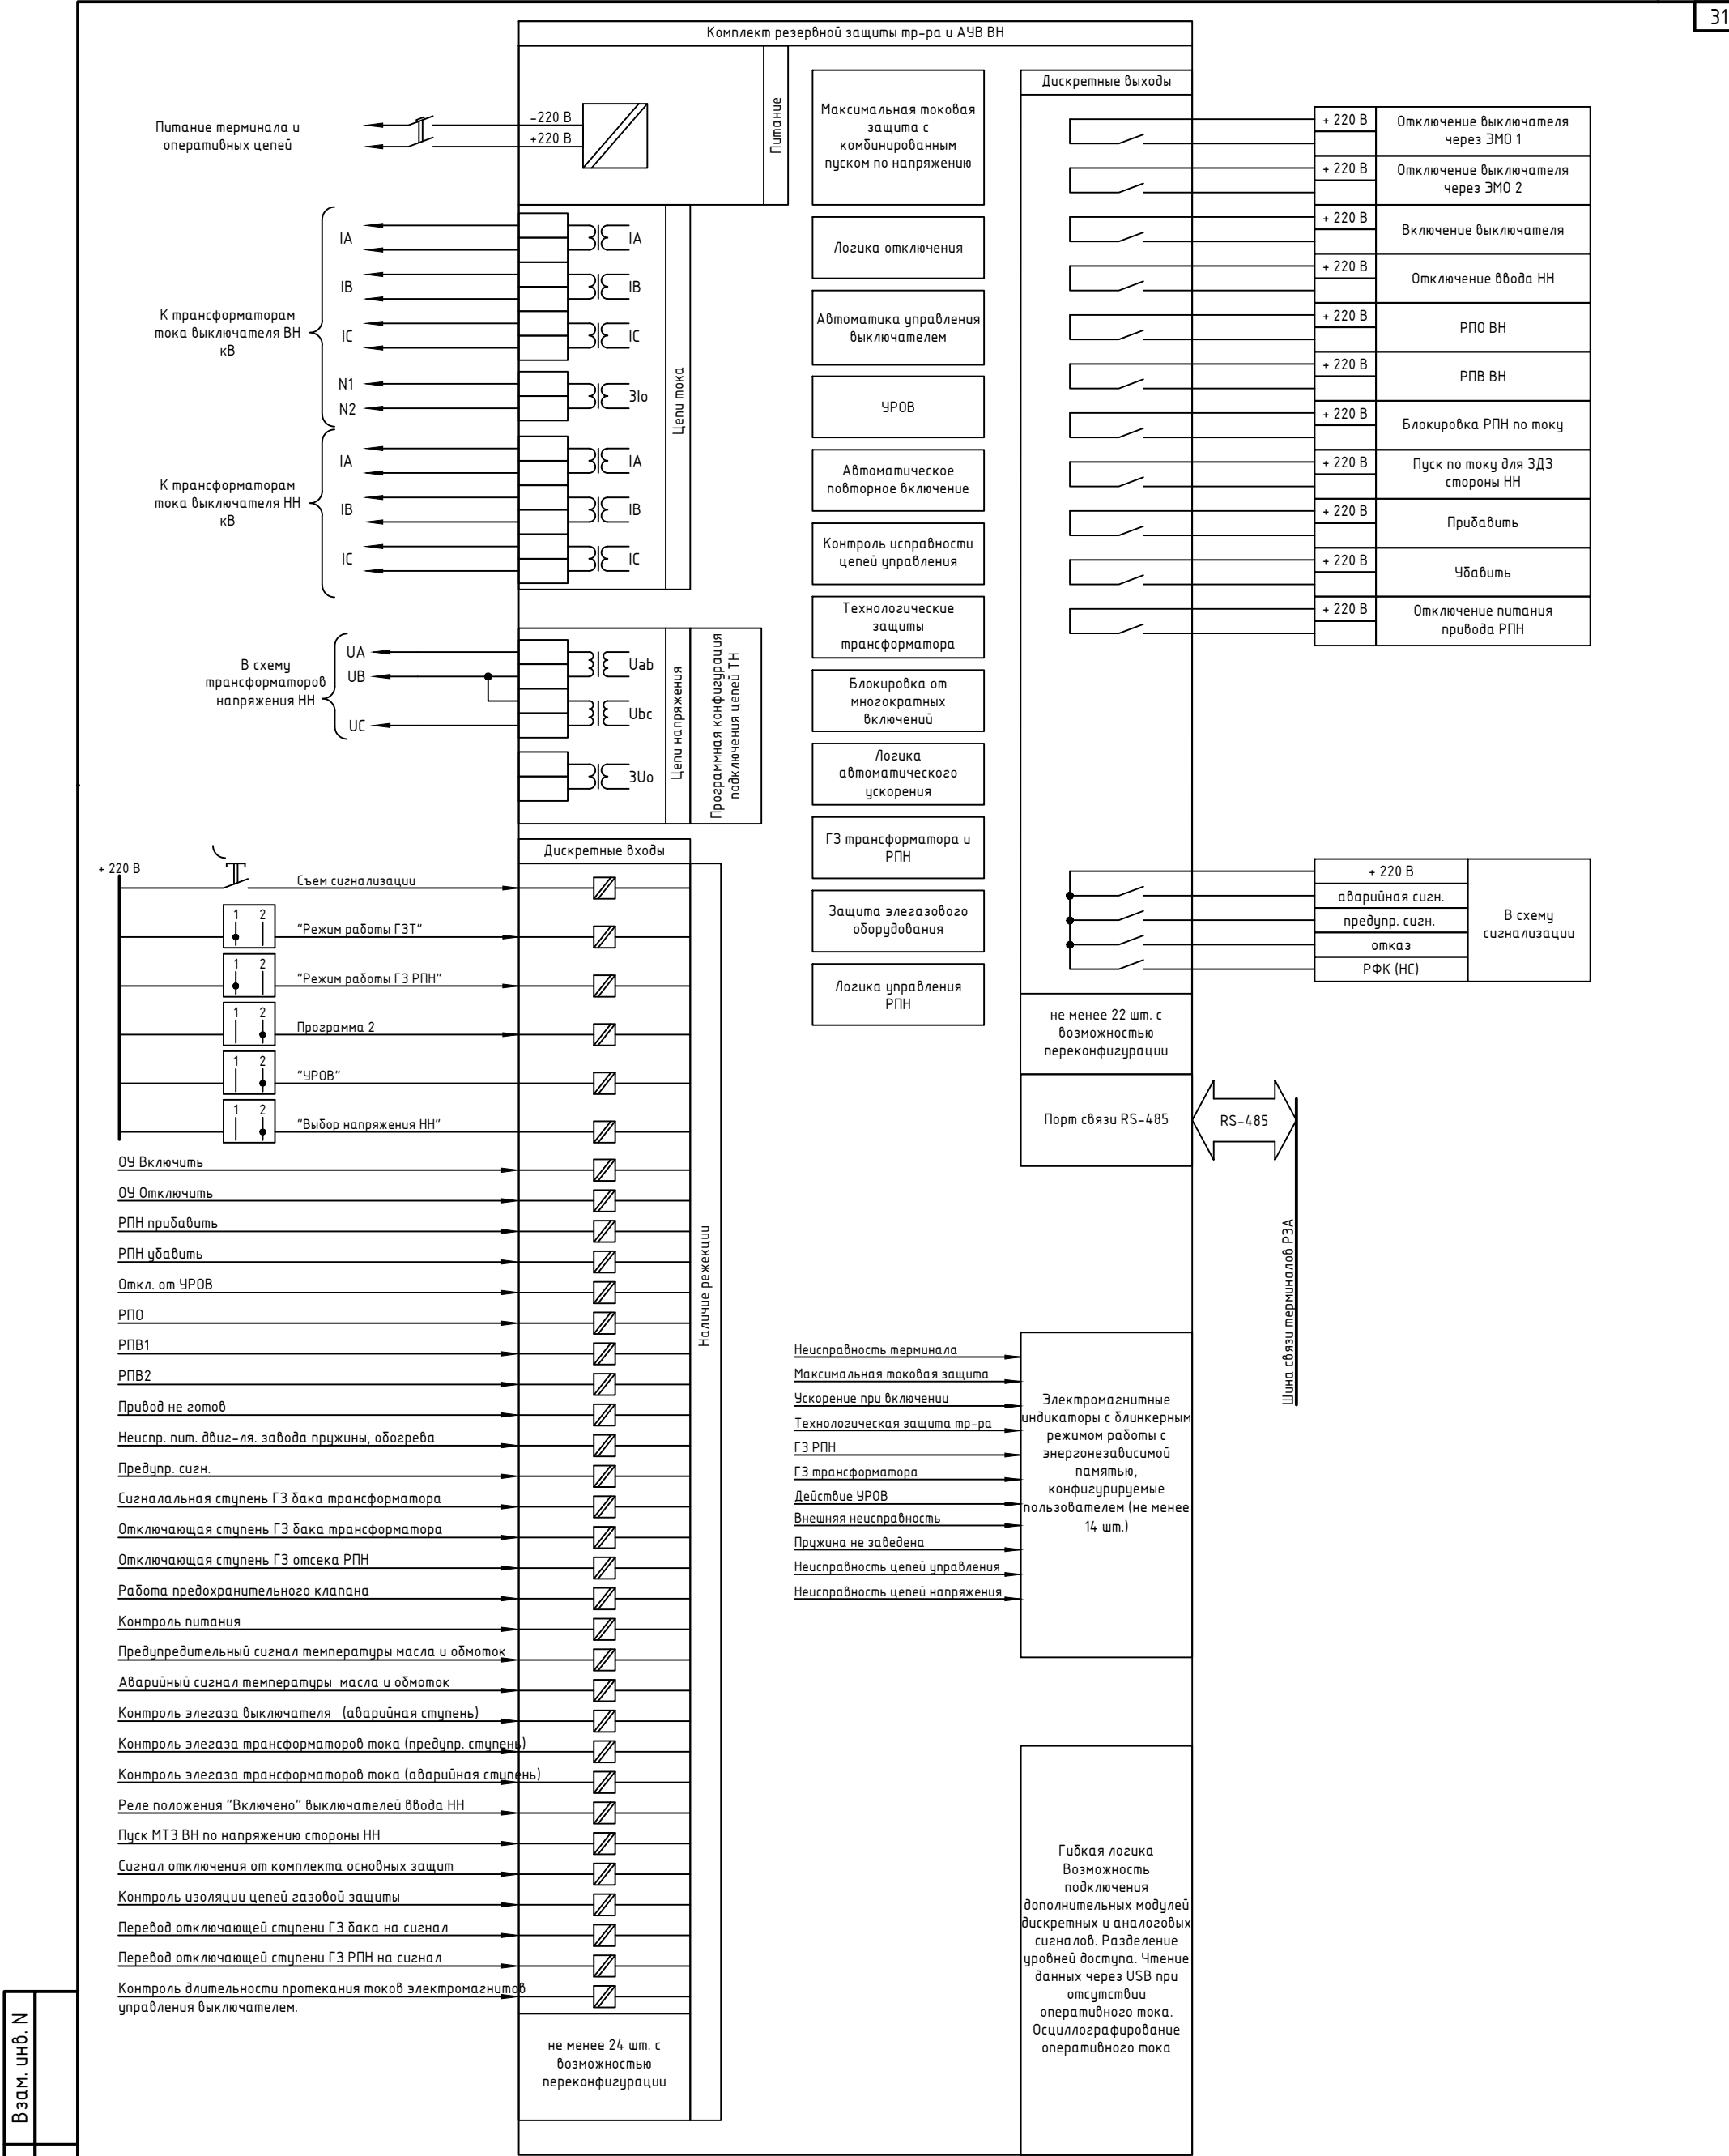 31
Комплект резервной защиты тр-ра и АУВ ВН
Питание терминала и
оперативных цепей
-220 В
+220 В
Питание
К трансформаторам
тока выключателя ВН
кВ
IA
IB
IC
N1
N2
IA
IB
IC
3Io
К трансформаторам
тока выключателя НН
кВ
IA
IB
IC
IA
IB
IC
Цепи тока
В схему
трансформаторов
напряжения НН
UA
UB
UC
Uab
Ubc
3Uo
Цепи напряжения
Программная конфигурация
подключения цепей ТН
Дискретные входы
+ 220 В
Съем сигнализации
1 2
"Режим работы ГЗТ"
1 2
"Режим работы ГЗ РПН"
1 2
Программа 2
1 2
"УРОВ"
1 2
"Выбор напряжения НН"
ОУ Включить
ОУ Отключить
РПН прибавить
РПН убавить
Откл. от УРОВ
РПО
РПВ1
РПВ2
Привод не готов
Неиспр. пит. двиг-ля. завода пружины, обогрева
Предупр. сигн.
Сигналальная ступень ГЗ бака трансформатора
Отключающая ступень ГЗ бака трансформатора
Отключающая ступень ГЗ отсека РПН
Работа предохранительного клапана
Контроль питания
Предупредительный сигнал температуры масла и обмоток
Аварийный сигнал температуры масла и обмоток
Контроль элегаза выключателя (аварийная ступень)
Контроль элегаза трансформаторов тока (предупр. ступень)
Контроль элегаза трансформаторов тока (аварийная ступень)
Реле положения "Включено" выключателей ввода НН
Пуск МТЗ ВН по напряжению стороны НН
Сигнал отключения от комплекта основных защит
Контроль изоляции цепей газовой защиты
Перевод отключающей ступени ГЗ бака на сигнал
Перевод отключающей ступени ГЗ РПН на сигнал
Контроль длительности протекания токов электромагнитов
управления выключателем.
Наличие режекции
не менее 24 шт. с
возможностью
переконфигурации
Максимальная токовая
защита с
комбинированным
пуском по напряжению
Логика отключения
Автоматика управления
выключателем
УРОВ
Автоматическое
повторное включение
Контроль исправности
цепей управления
Технологические
защиты
трансформатора
Блокировка от
многократных
включений
Логика
автоматического
ускорения
ГЗ трансформатора и
РПН
Защита элегазового
оборудования
Логика управления
РПН
Дискретные выходы
+ 220 В
Отключение выключателя
через ЭМО 1
+ 220 В
Отключение выключателя
через ЭМО 2
+ 220 В
Включение выключателя
+ 220 В
Отключение ввода НН
+ 220 В
РПО ВН
+ 220 В
РПВ ВН
+ 220 В
Блокировка РПН по току
+ 220 В
Пуск по току для ЗДЗ
стороны НН
+ 220 В
Прибавить
+ 220 В
Убавить
+ 220 В
Отключение питания
привода РПН
+ 220 В
аварийная сигн.
предупр. сигн.
отказ
РФК (НС)
В схему
сигнализации
не менее 22 шт. с
возможностью
переконфигурации
Порт связи RS-485
RS-485
Шина связи терминалов РЗА
Неисправность терминала
Максимальная токовая защита
Ускорение при включении
Технологическая защита тр-ра
ГЗ РПН
ГЗ трансформатора
Действие УРОВ
Внешняя неисправность
Пружина не заведена
Неисправность цепей управления
Неисправность цепей напряжения
Электромагнитные
индикаторы с блинкерным
режимом работы с
энергонезависимой
памятью,
конфигурируемые
пользователем (не менее
14 шт.)
Гибкая логика
Возможность
подключения
дополнительных модулей
дискретных и аналоговых
сигналов. Разделение
уровней доступа. Чтение
данных через USB при
отсутствии
оперативного тока.
Осциллографирование
оперативного тока
Взам. инв. N